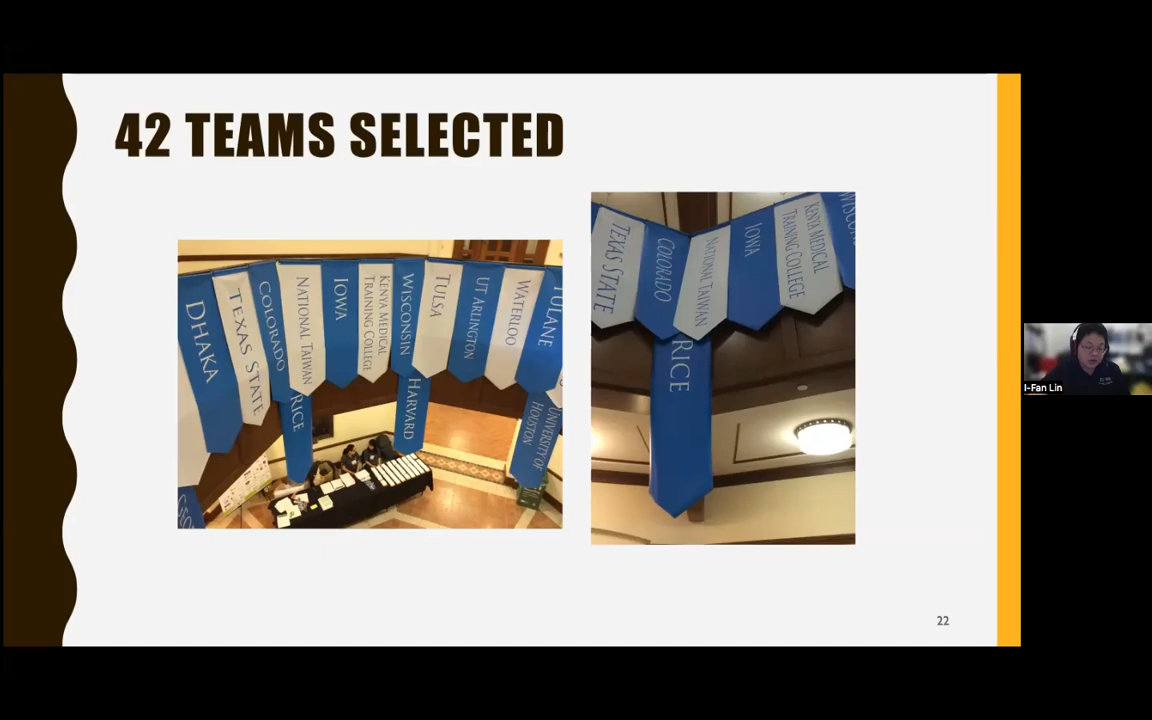 42 TEAMS SELECTED
DHAKA
TEXAS STATE
COLORADO
NATIONAL TAIWAN
IOWA
KENYA MEDICAL
TRAINING COLLEGE
WISCONSIN
TULSA
UT ARLINGTON
WATERLOO
TULANE
RICE
HARVARD
UNIVERSITY OF
HOUSTON
TEXAS STATE
COLORADO
NATIONAL TAIWAN
IOWA
KENYA MEDICAL
TRAINING COLLEGE
RICE
I-Fan Lin
22